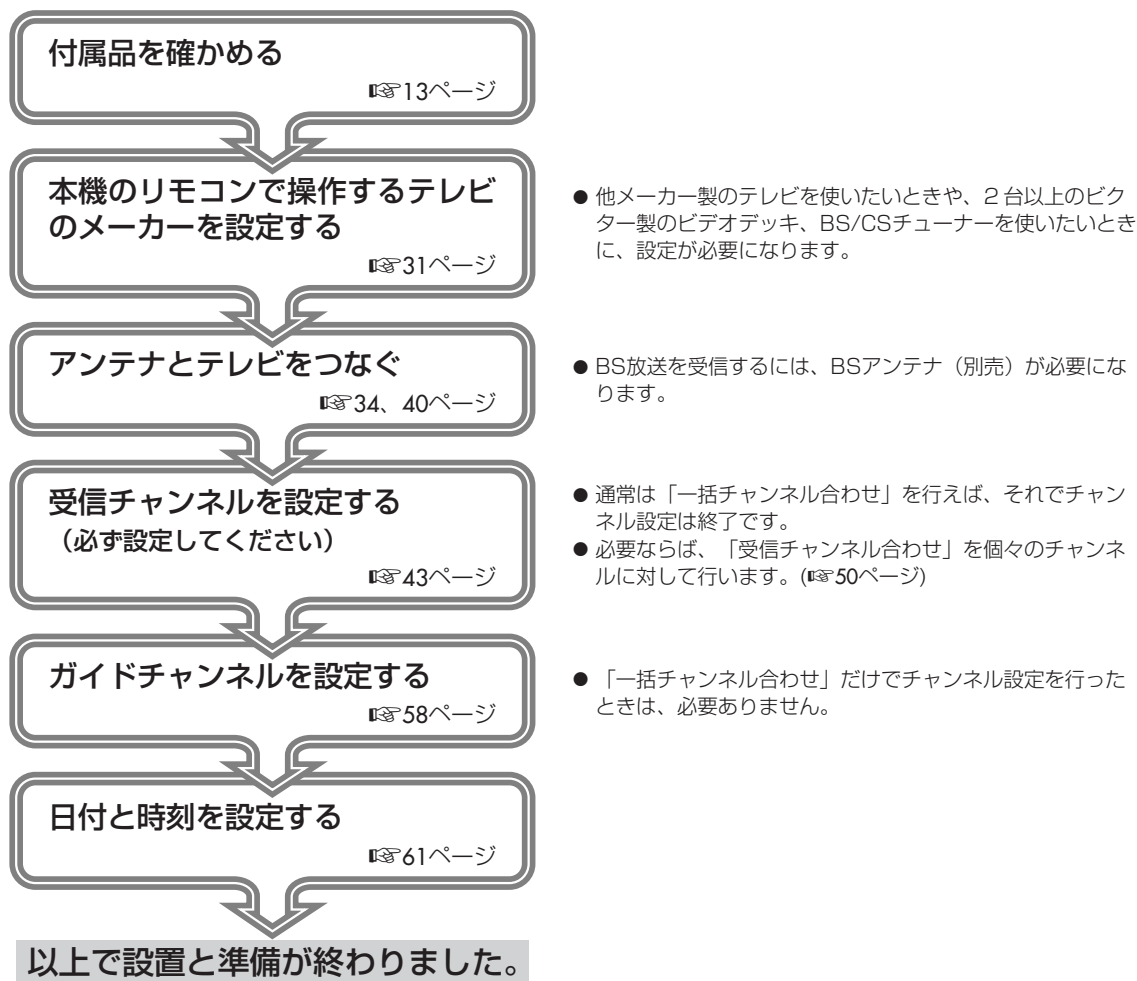 付属品を確かめる
☞13ページ
本機のリモコンで操作するテレビ
のメーカーを設定する
☞31ページ
● 他メーカー製のテレビを使いたいときや、2 台以上のビク
ター製のビデオデッキ、BS/CSチューナーを使いたいとき
に、設定が必要になります。
アンテナとテレビをつなぐ
☞34、40ページ
● BS放送を受信するには、BSアンテナ（別売）が必要にな
ります。
受信チャンネルを設定する
（必ず設定してください）
☞43ページ
● 通常は「一括チャンネル合わせ」を行えば、それでチャン
ネル設定は終了です。
● 必要ならば、「受信チャンネル合わせ」を個々のチャンネ
ルに対して行います。(☞50ページ)
ガイドチャンネルを設定する
☞58ページ
● 「一括チャンネル合わせ」だけでチャンネル設定を行った
ときは、必要ありません。
日付と時刻を設定する
☞61ページ
以上で設置と準備が終わりました。